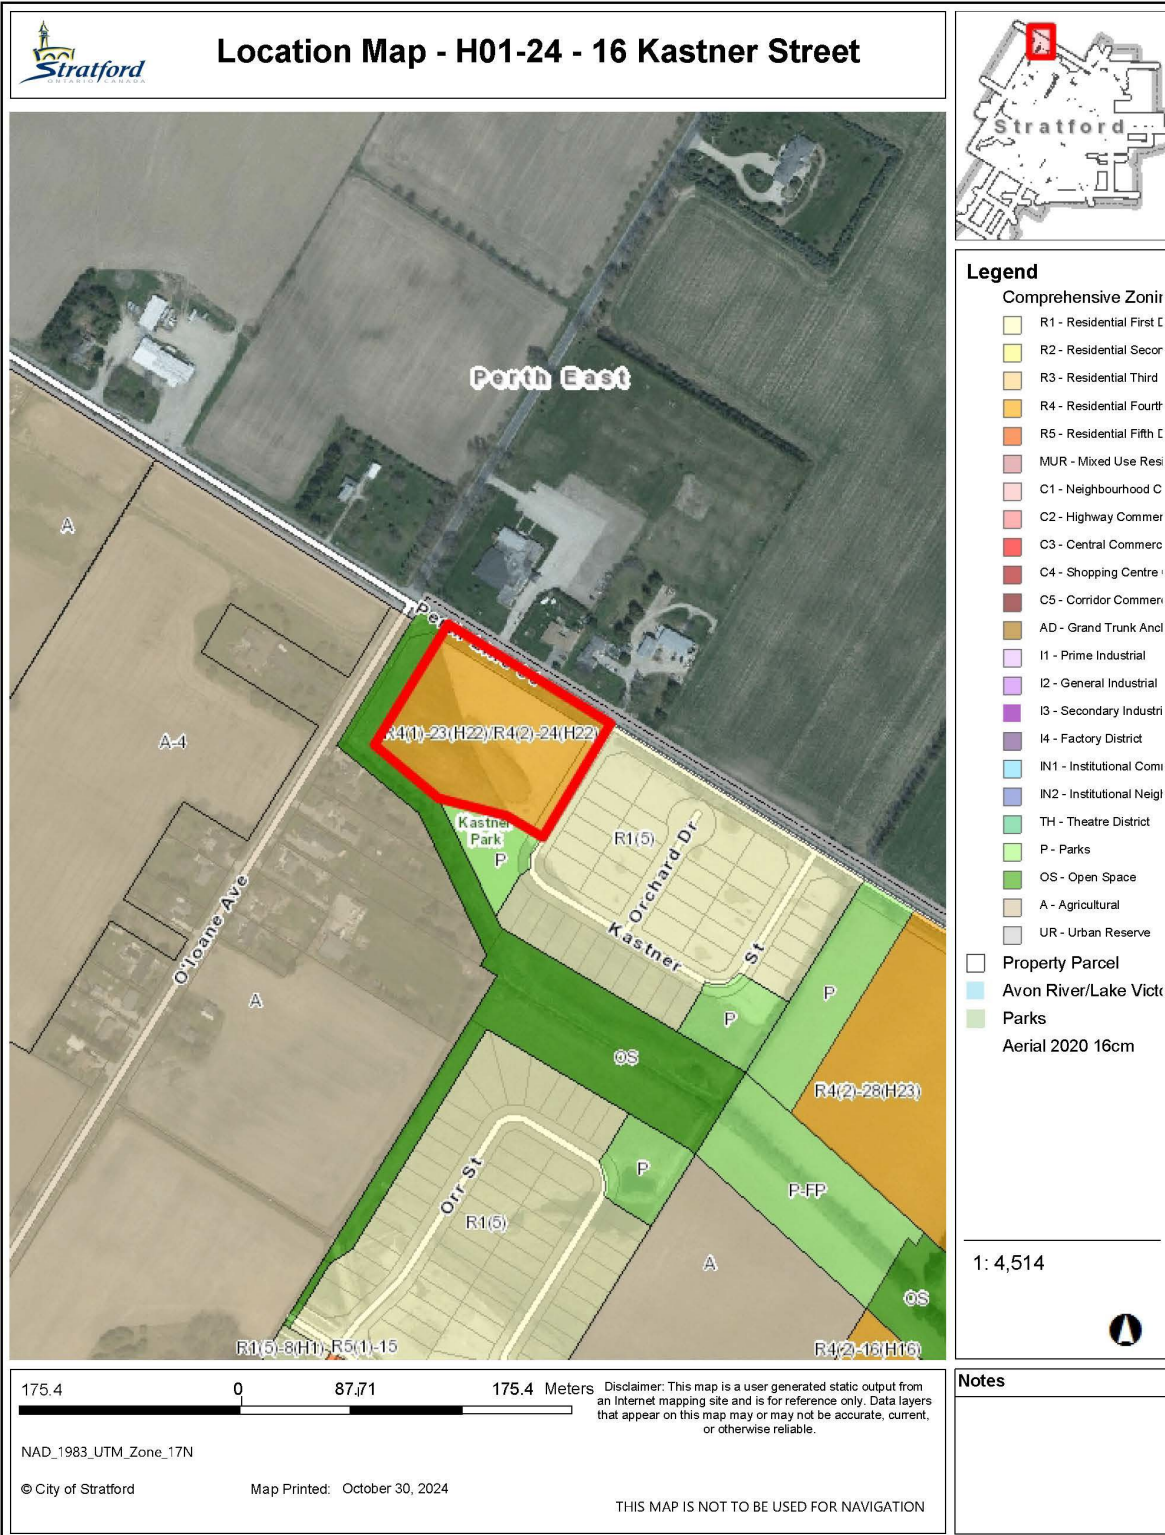 Stratford
ONTARIO CANADA
Location Map - H01-24 - 16 Kastner Street
Stratford
Perth East
A
A-4
R4(1)-23(H22)/R4(2)-24(H22)
Kastner
Park
P
R1(5)
Orchard Dr
Kastner
St
O'loane Ave
A
P
P
OS
R4(2)-28(H23)
P
P-FP
Orr St
R1(5)
A
OS
R1(5)-8(H1)
R5(1)-15
R4(2)-16(H16)
Legend
Comprehensive Zonin
R1 - Residential First D
R2 - Residential Secon
R3 - Residential Third
R4 - Residential Fourth
R5 - Residential Fifth D
MUR - Mixed Use Resi
C1 - Neighbourhood C
C2 - Highway Commer
C3 - Central Commerc
C4 - Shopping Centre
C5 - Corridor Commer
AD - Grand Trunk Anci
I1 - Prime Industrial
I2 - General Industrial
I3 - Secondary Industri
I4 - Factory District
IN1 - Institutional Com
IN2 - Institutional Neigh
TH - Theatre District
P - Parks
OS - Open Space
A - Agricultural
UR - Urban Reserve
Property Parcel
Avon River/Lake Victo
Parks
Aerial 2020 16cm
1: 4,514
175.4 0 87.71 175.4 Meters
NAD_1983_UTM_Zone_17N
© City of Stratford
Map Printed: October 30, 2024
Disclaimer: This map is a user generated static output from
an Internet mapping site and is for reference only. Data layers
that appear on this map may or may not be accurate, current,
or otherwise reliable.
THIS MAP IS NOT TO BE USED FOR NAVIGATION
Notes